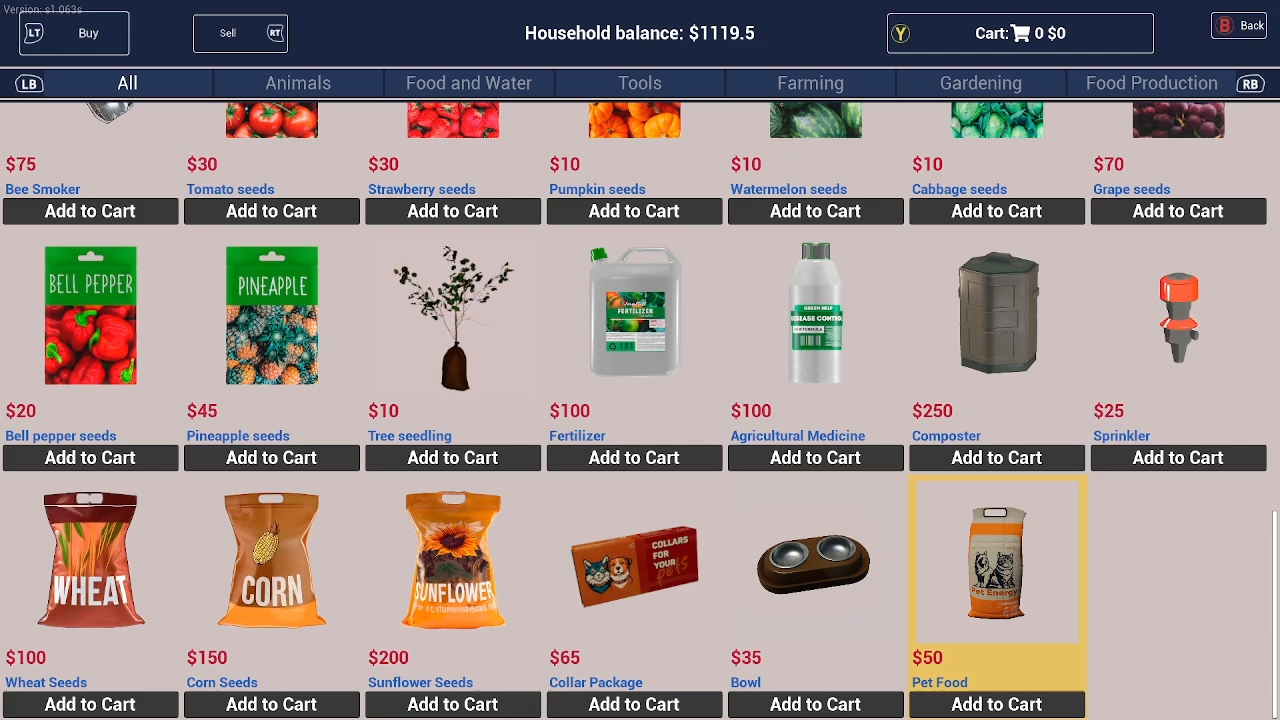 Version: s1.063s
LT Buy
Sell RT
Household balance: $1119.5
Y Cart: 0 $0
B Back
LB All Animals Food and Water Tools Farming Gardening Food Production RB
$75 $30 $30 $10 $10 $10 $70
Bee Smoker Tomato seeds Strawberry seeds Pumpkin seeds Watermelon seeds Cabbage seeds Grape seeds
Add to Cart Add to Cart Add to Cart Add to Cart Add to Cart Add to Cart Add to Cart
BELL PEPPER PINEAPPLE
FERTILIZER
GREEN HELP
DISEASE CONTROL
$20 $45 $10 $100 $100 $250 $25
Bell pepper seeds Pineapple seeds Tree seedling Fertilizer Agricultural Medicine Composter Sprinkler
Add to Cart Add to Cart Add to Cart Add to Cart Add to Cart Add to Cart Add to Cart
WHEAT CORN SUNFLOWER
COLLARS
FOR
YOUR
pets
Pet Energy
$100 $150 $200 $65 $35 $50
Wheat Seeds Corn Seeds Sunflower Seeds Collar Package Bowl Pet Food
Add to Cart Add to Cart Add to Cart Add to Cart Add to Cart Add to Cart